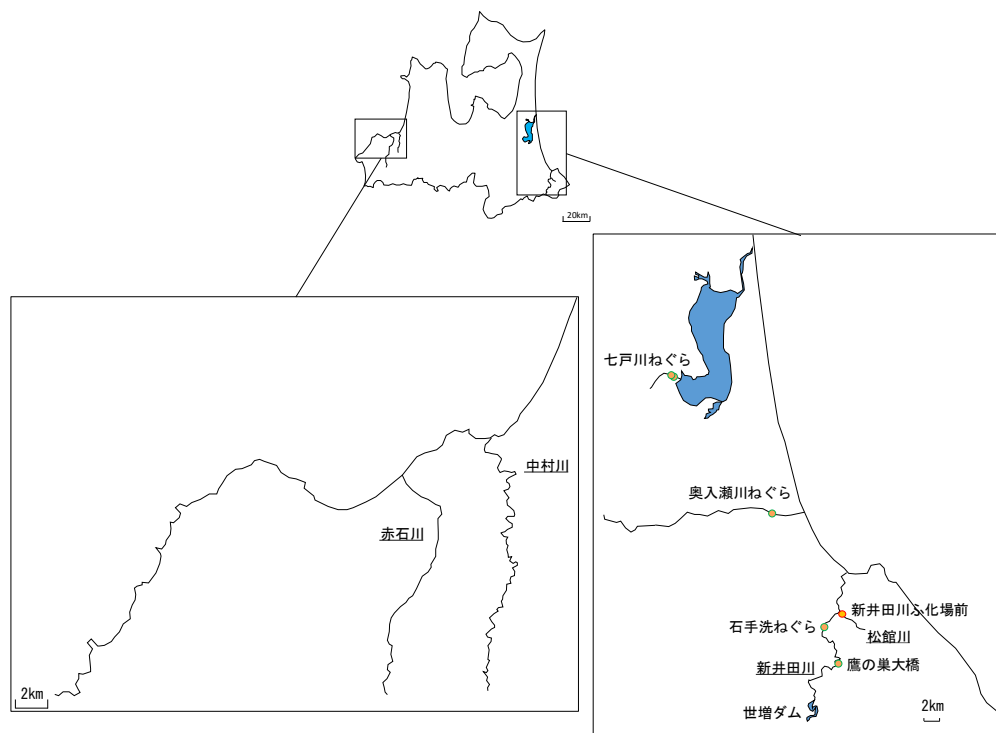 20km
七戸川ねぐら
奥入瀬川ねぐら
中村川
赤石川
新井田川ふ化場前
石手洗ねぐら
松館川
新井田川
鷹の巣大橋
世増ダム
2km
2km